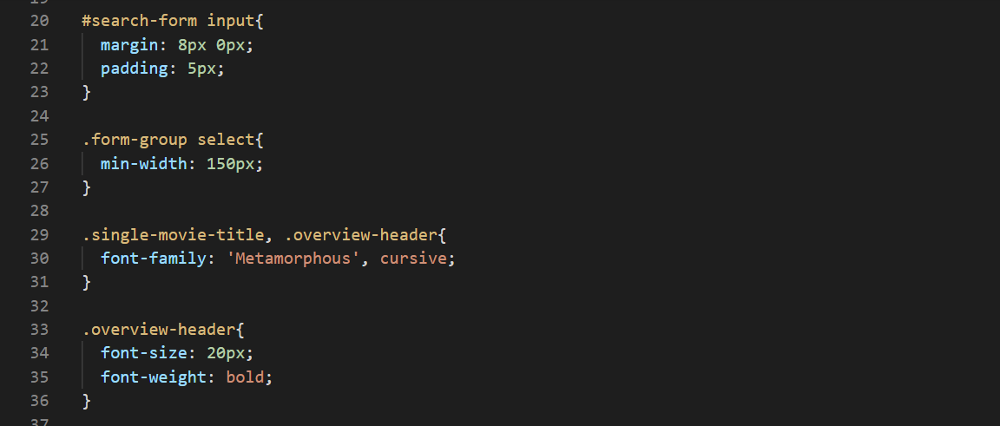 20 #search-form input{
21 margin: 8px 0px;
22 padding: 5px;
23 }
24
25 .form-group select{
26 min-width: 150px;
27 }
28
29 .single-movie-title, .overview-header{
30 font-family: 'Metamorphous', cursive;
31 }
32
33 .overview-header{
34 font-size: 20px;
35 font-weight: bold;
36 }
37